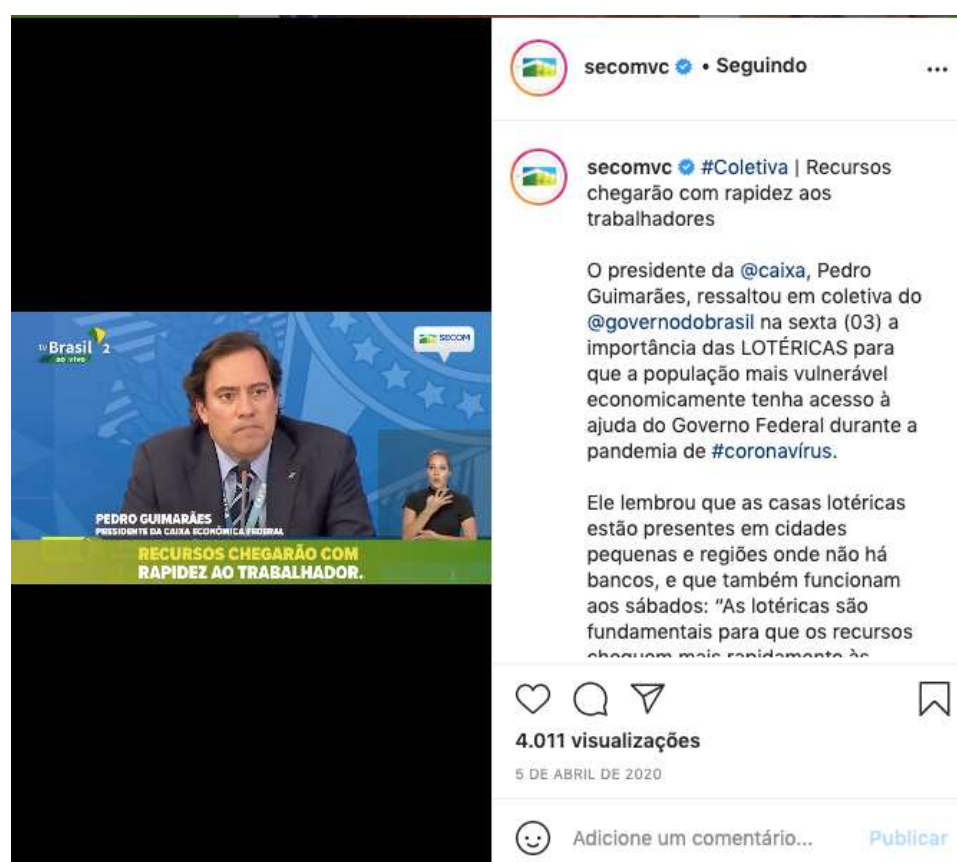 secomvc • Seguindo
secomvc #Coletiva | Recursos
chegarão com rapidez aos
trabalhadores
O presidente da @caixa, Pedro
Guimarães, ressaltou em coletiva do
@governodobrasil na sexta (03) a
importância das LOTÉRICAS para
que a população mais vulnerável
economicamente tenha acesso à
ajuda do Governo Federal durante a
pandemia de #coronavírus.
Ele lembrou que as casas lotéricas
estão presentes em cidades
pequenas e regiões onde não há
bancos, e que também funcionam
aos sábados: “As lotéricas são
fundamentais para que os recursos
cheguem mais rapidamente às
4.011 visualizações
5 DE ABRIL DE 2020
Adicione um comentário... Publicar
TV Brasil 2
ao vivo
SECOM
PEDRO GUIMARÃES
PRESIDENTE DA CAIXA ECONÔMICA FEDERAL
RECURSOS CHEGARÃO COM
RAPIDEZ AO TRABALHADOR.